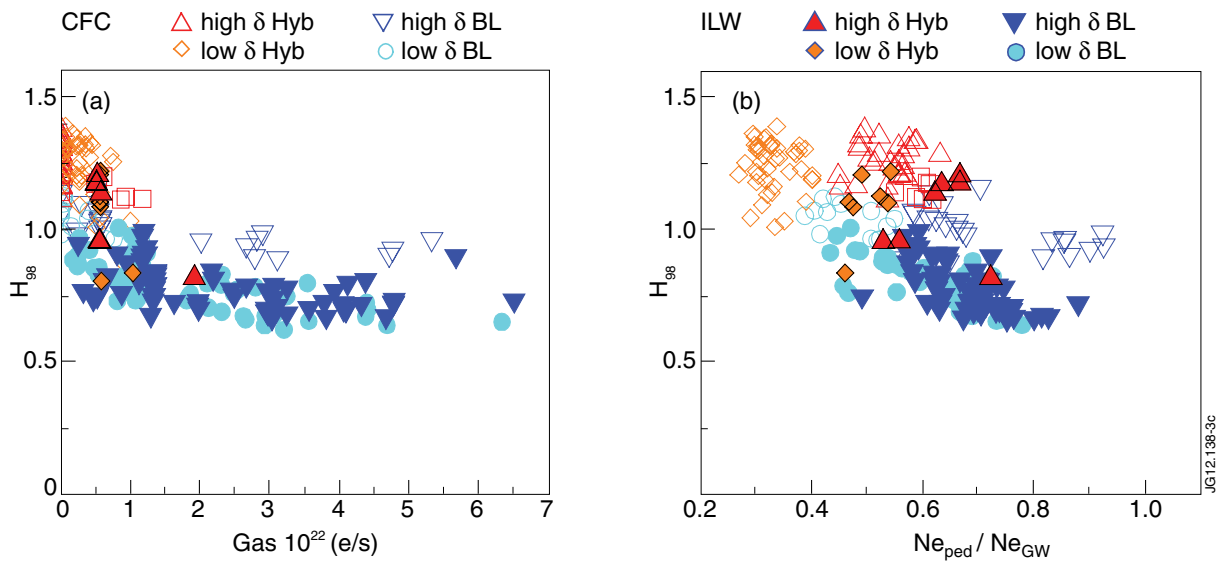 CFC
high δ Hyb
high δ BL
low δ Hyb
low δ BL
ILW
high δ Hyb
high δ BL
low δ Hyb
low δ BL
(a)
1.5
1.0
0.5
0
H98
0 1 2 3 4 5 6 7
Gas 10²² (e/s)
(b)
1.5
1.0
0.5
H98
0.2 0.4 0.6 0.8 1.0
Neped / NeGW
JG12.138-3c